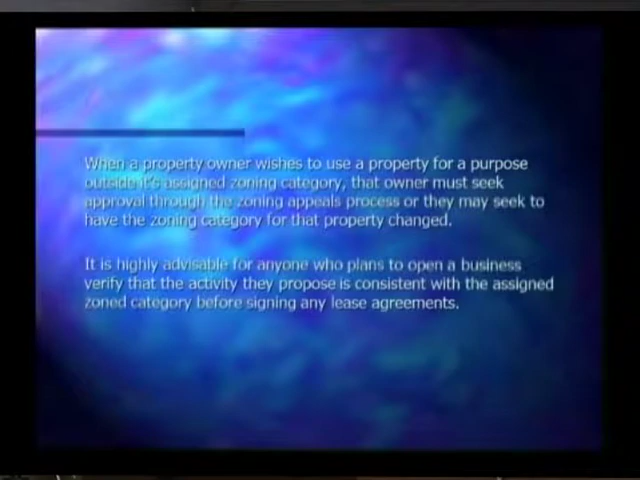 When a property owner wishes to use a property for a purpose
outside it's assigned zoning category, that owner must seek
approval through the zoning appeals process or they may seek to
have the zoning category for that property changed.
It is highly advisable for anyone who plans to open a business
verify that the activity they propose is consistent with the assigned
zoned category before signing any lease agreements.